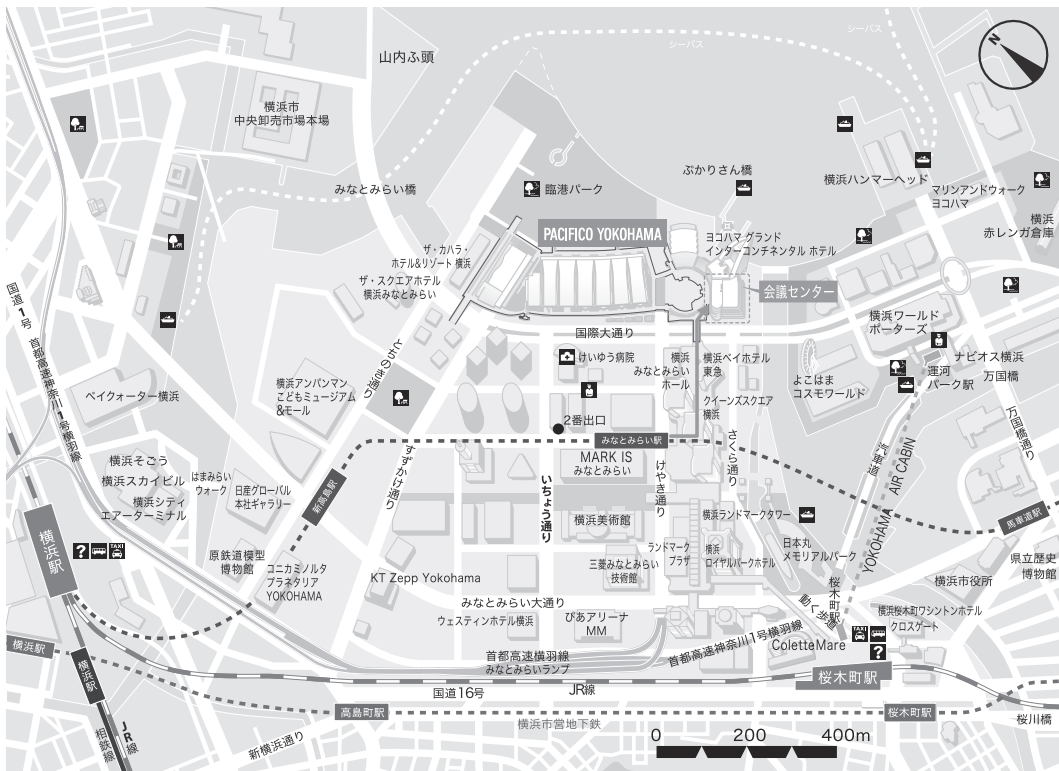 シーバス
シーバス
N
山内ふ頭
横浜市
中央卸売市場本場
みなとみらい橋
臨港パーク
ぷかりさん橋
横浜ハンマーヘッド
マリンアンドウォーク
ヨコハマ
横浜
赤レンガ倉庫
PACIFICO YOKOHAMA
ヨコハマ グランド
インターコンチネンタル ホテル
ザ・カハラ・
ホテル&リゾート 横浜
ザ・スクエアホテル
横浜みなとみらい
会議センター
国道1号
首都高速神奈川1号横羽線
国際大通り
横浜ワールド
ポーターズ
とちのき通り
けいゆう病院
横浜
みなとみらい
ホール
横浜ベイホテル
東急
ナビオス横浜
運河
パーク駅
万国橋
よこはま
コスモワールド
クイーンズスクエア
横浜
横浜アンパンマン
こどもミュージアム
&モール
ベイクォーター横浜
2番出口
万国橋通り
みなとみらい駅
さくら通り
汽車道
YOKOHAMA AIR CABIN
MARK IS
みなとみらい
すずかけ通り
いちょう通り
けやき通り
横浜そごう
横浜スカイビル
はまみらい
ウォーク
横浜シティ
エアーターミナル
日産グローバル
本社ギャラリー
新高島駅
横浜美術館
横浜ランドマークタワー
馬車道駅
横浜駅
?
TAXI
原鉄道模型
博物館
コニカミノルタ
プラネタリア
YOKOHAMA
KT Zepp Yokohama
三菱みなとみらい
技術館
ランドマーク
プラザ
横浜
ロイヤルパークホテル
日本丸
メモリアルパーク
県立歴史
博物館
横浜市役所
桜木町駅
動く歩道
みなとみらい大通り
ウェスティンホテル横浜
ぴあアリーナ
MM
横浜桜木町ワシントンホテル
クロスゲート
TAXI
?
ColetteMare
首都高速神奈川1号横羽線
首都高速横羽線
みなとみらいランプ
横浜駅
横浜駅
桜木町駅
国道16号
JR線
高島町駅
横浜市営地下鉄
桜木町駅
桜川橋
JR線
相鉄線
新横浜通り
0
200
400m